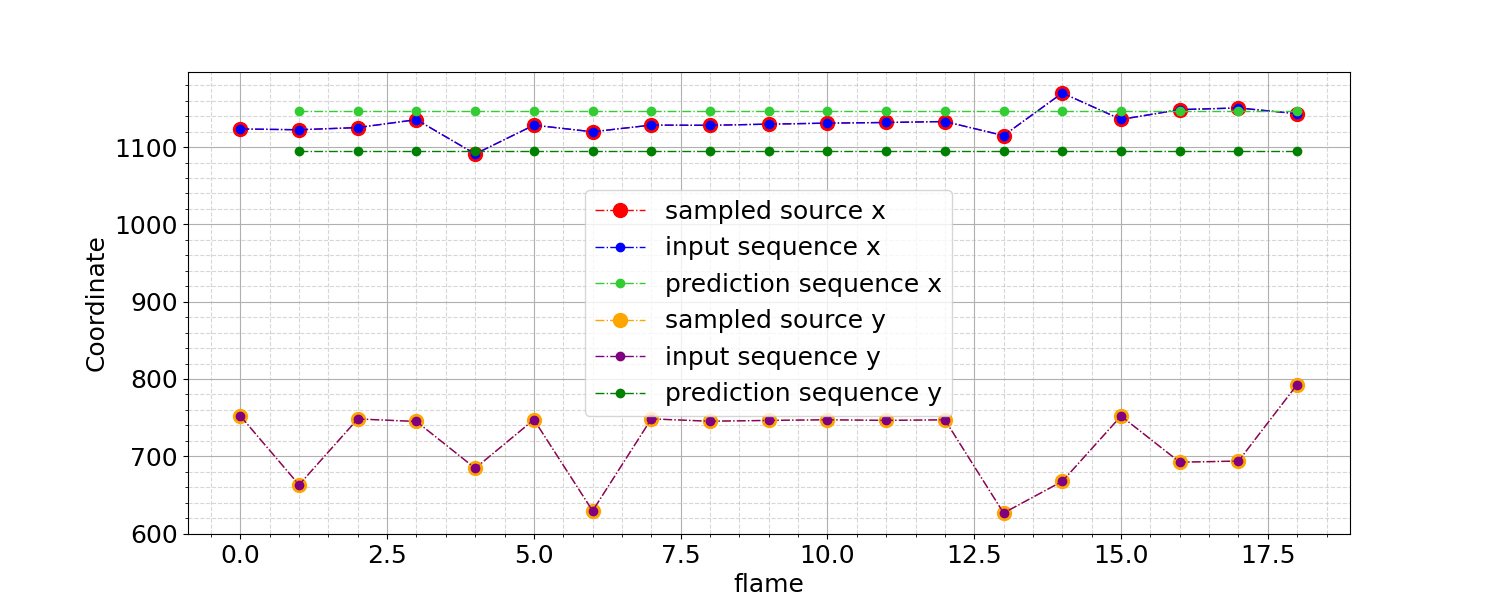 Coordinate
1100
1000
900
800
700
600
sampled source x
input sequence x
prediction sequence x
sampled source y
input sequence y
prediction sequence y
0.0 2.5 5.0 7.5 10.0 12.5 15.0 17.5
flame